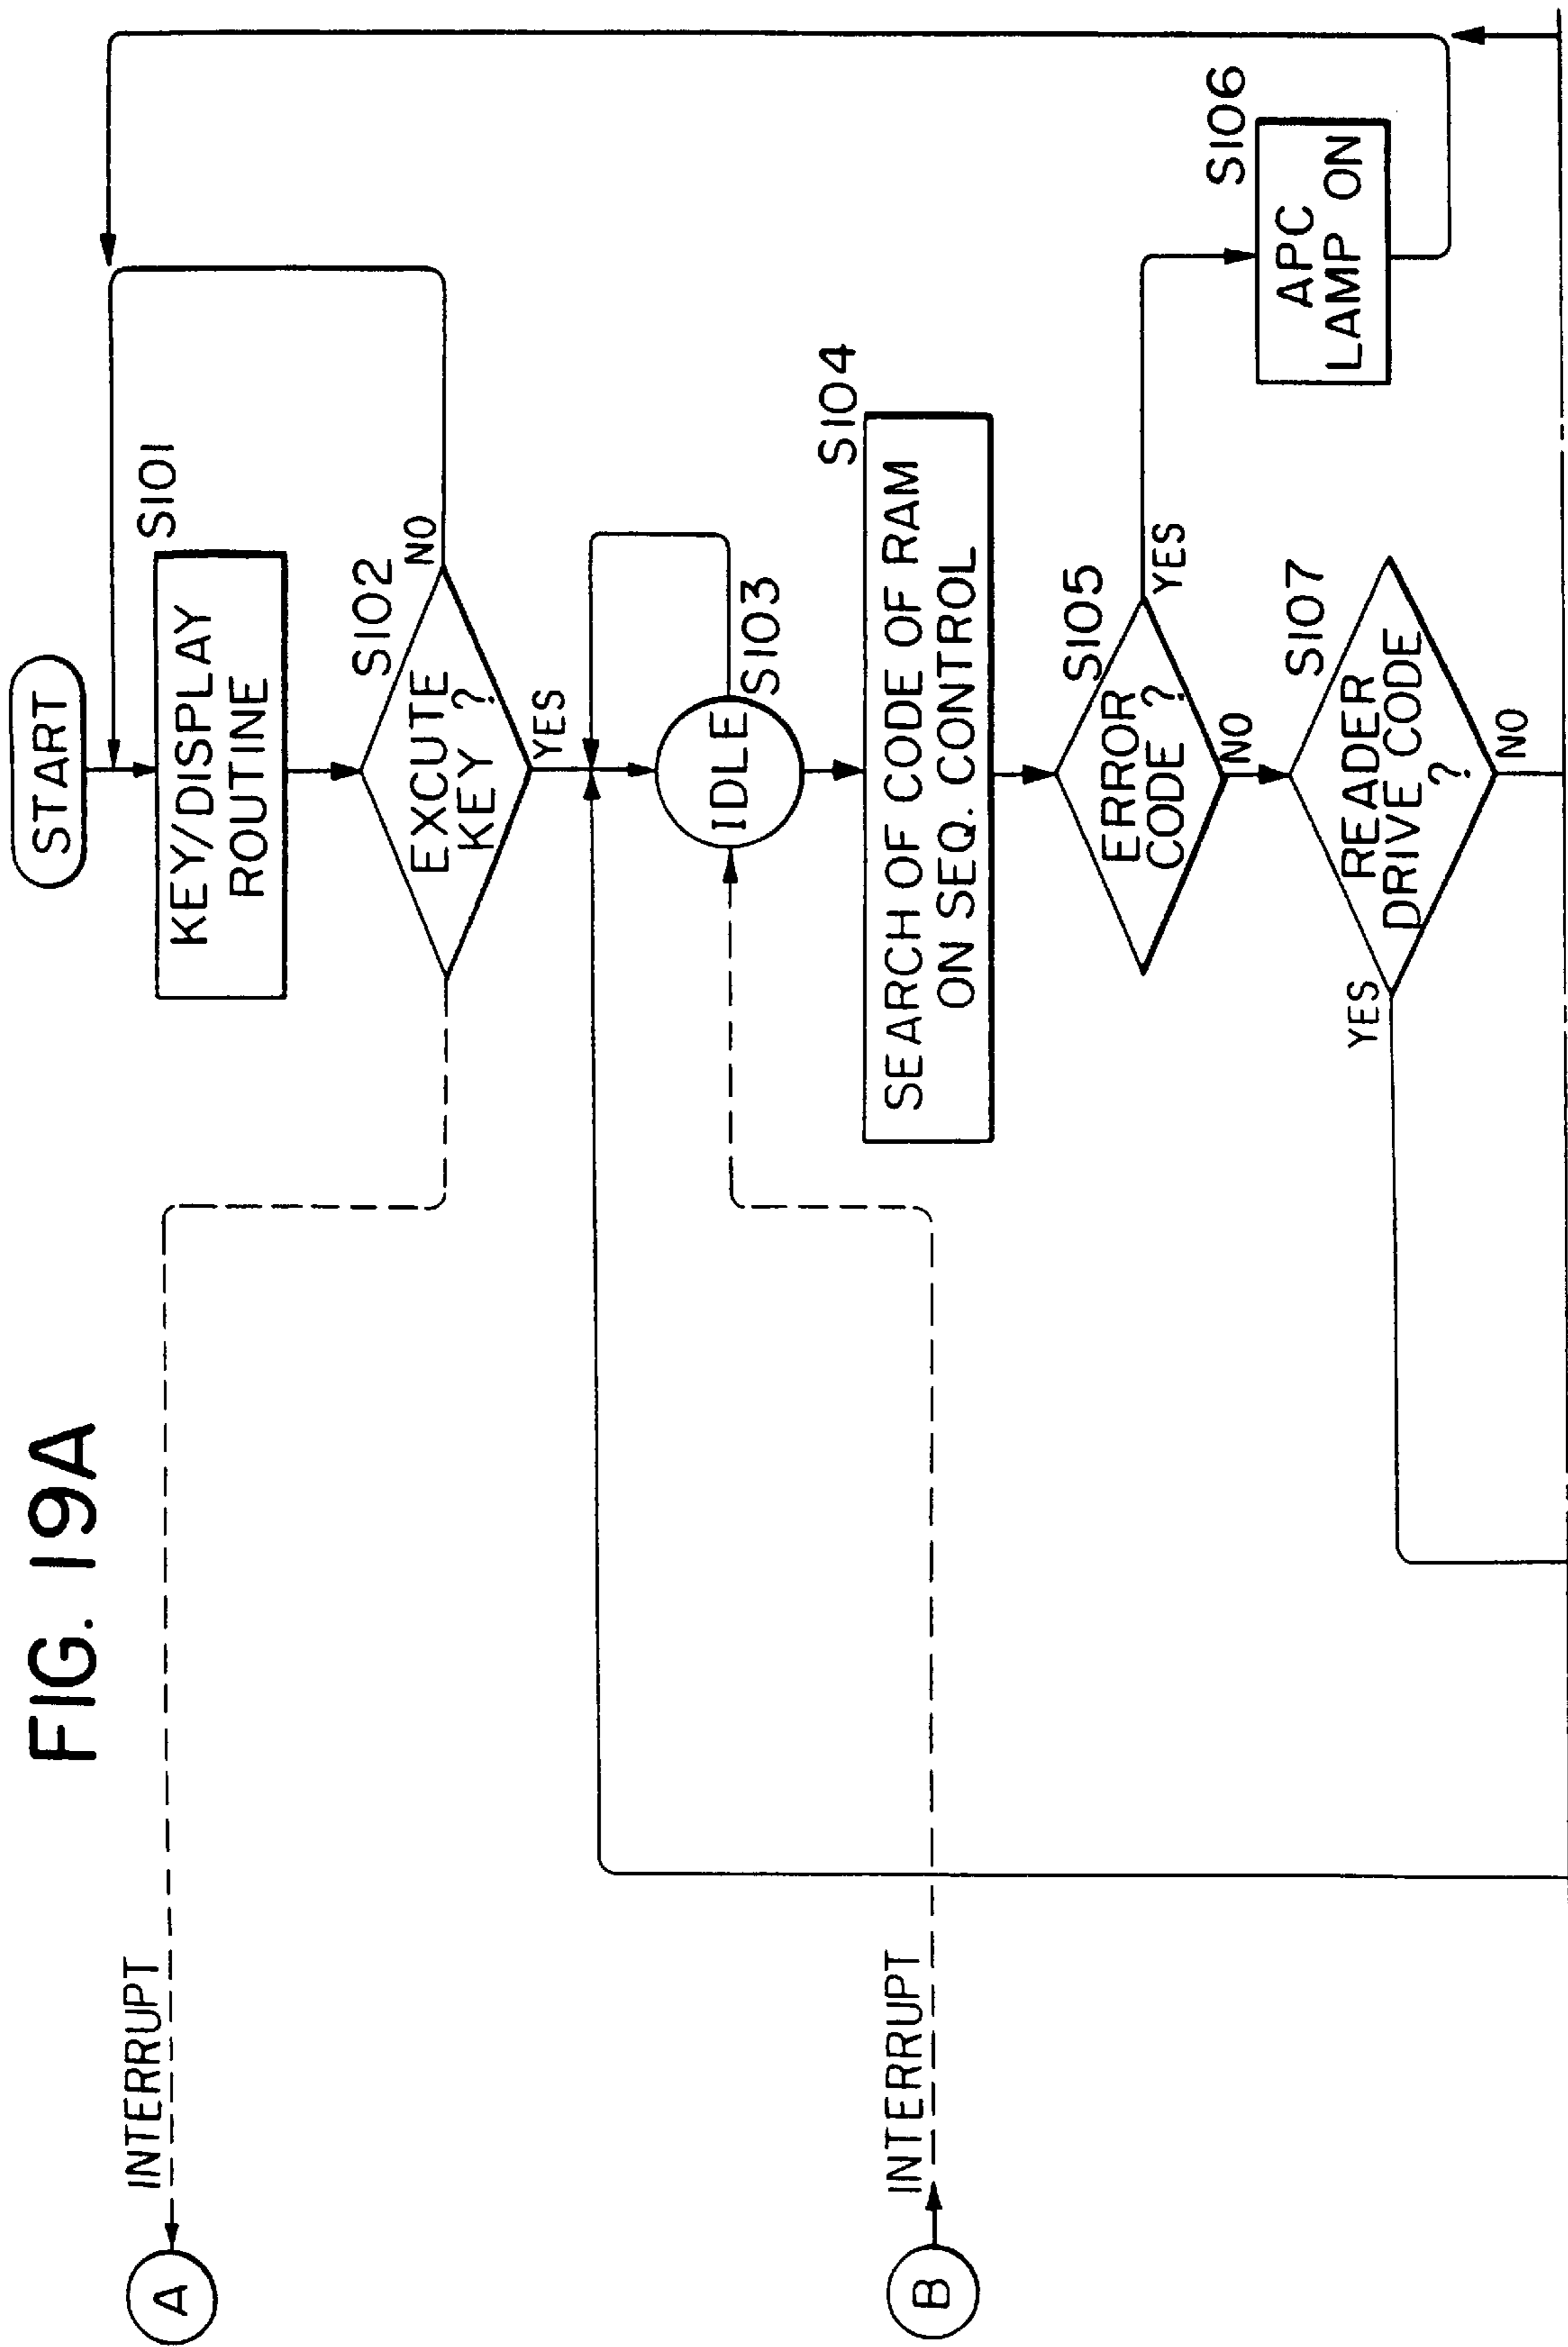 FIG. 19A
START
KEY/DISPLAY
ROUTINE
S101
INTERRUPT
A
EXCUTE
KEY ?
S102
NO
YES
IDLE
S103
INTERRUPT
B
SEARCH OF CODE OF RAM
ON SEQ. CONTROL
S104
ERROR
CODE ?
S105
YES
NO
APC
LAMP ON
S106
READER
DRIVE CODE
?
S107
YES
NO